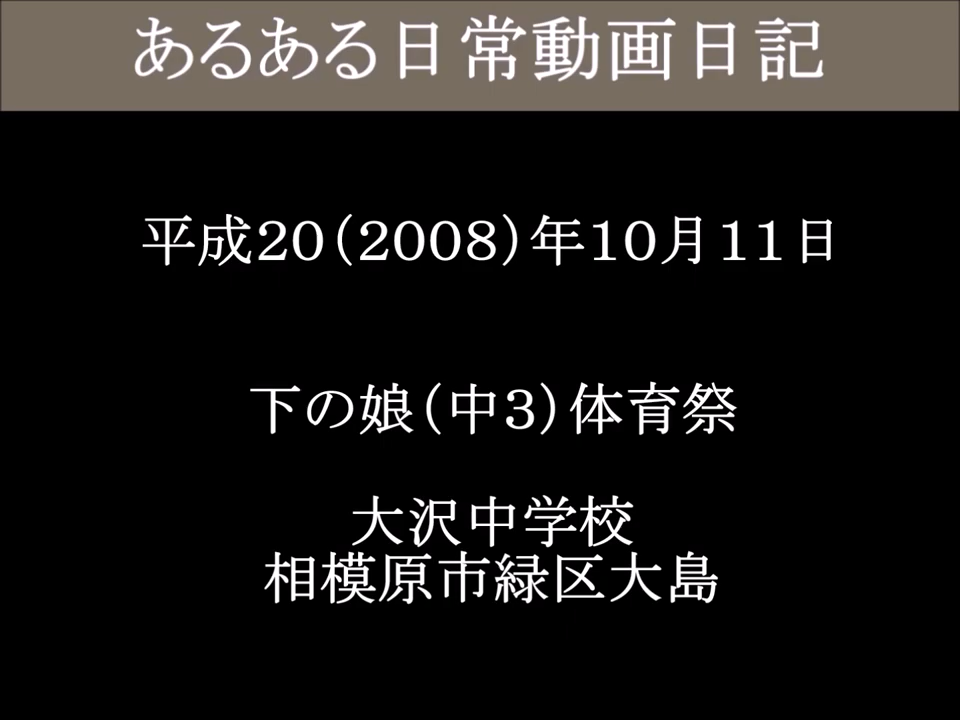 あるある日常動画日記
平成20(2008)年10月11日
下の娘(中3)体育祭
大沢中学校
相模原市緑区大島